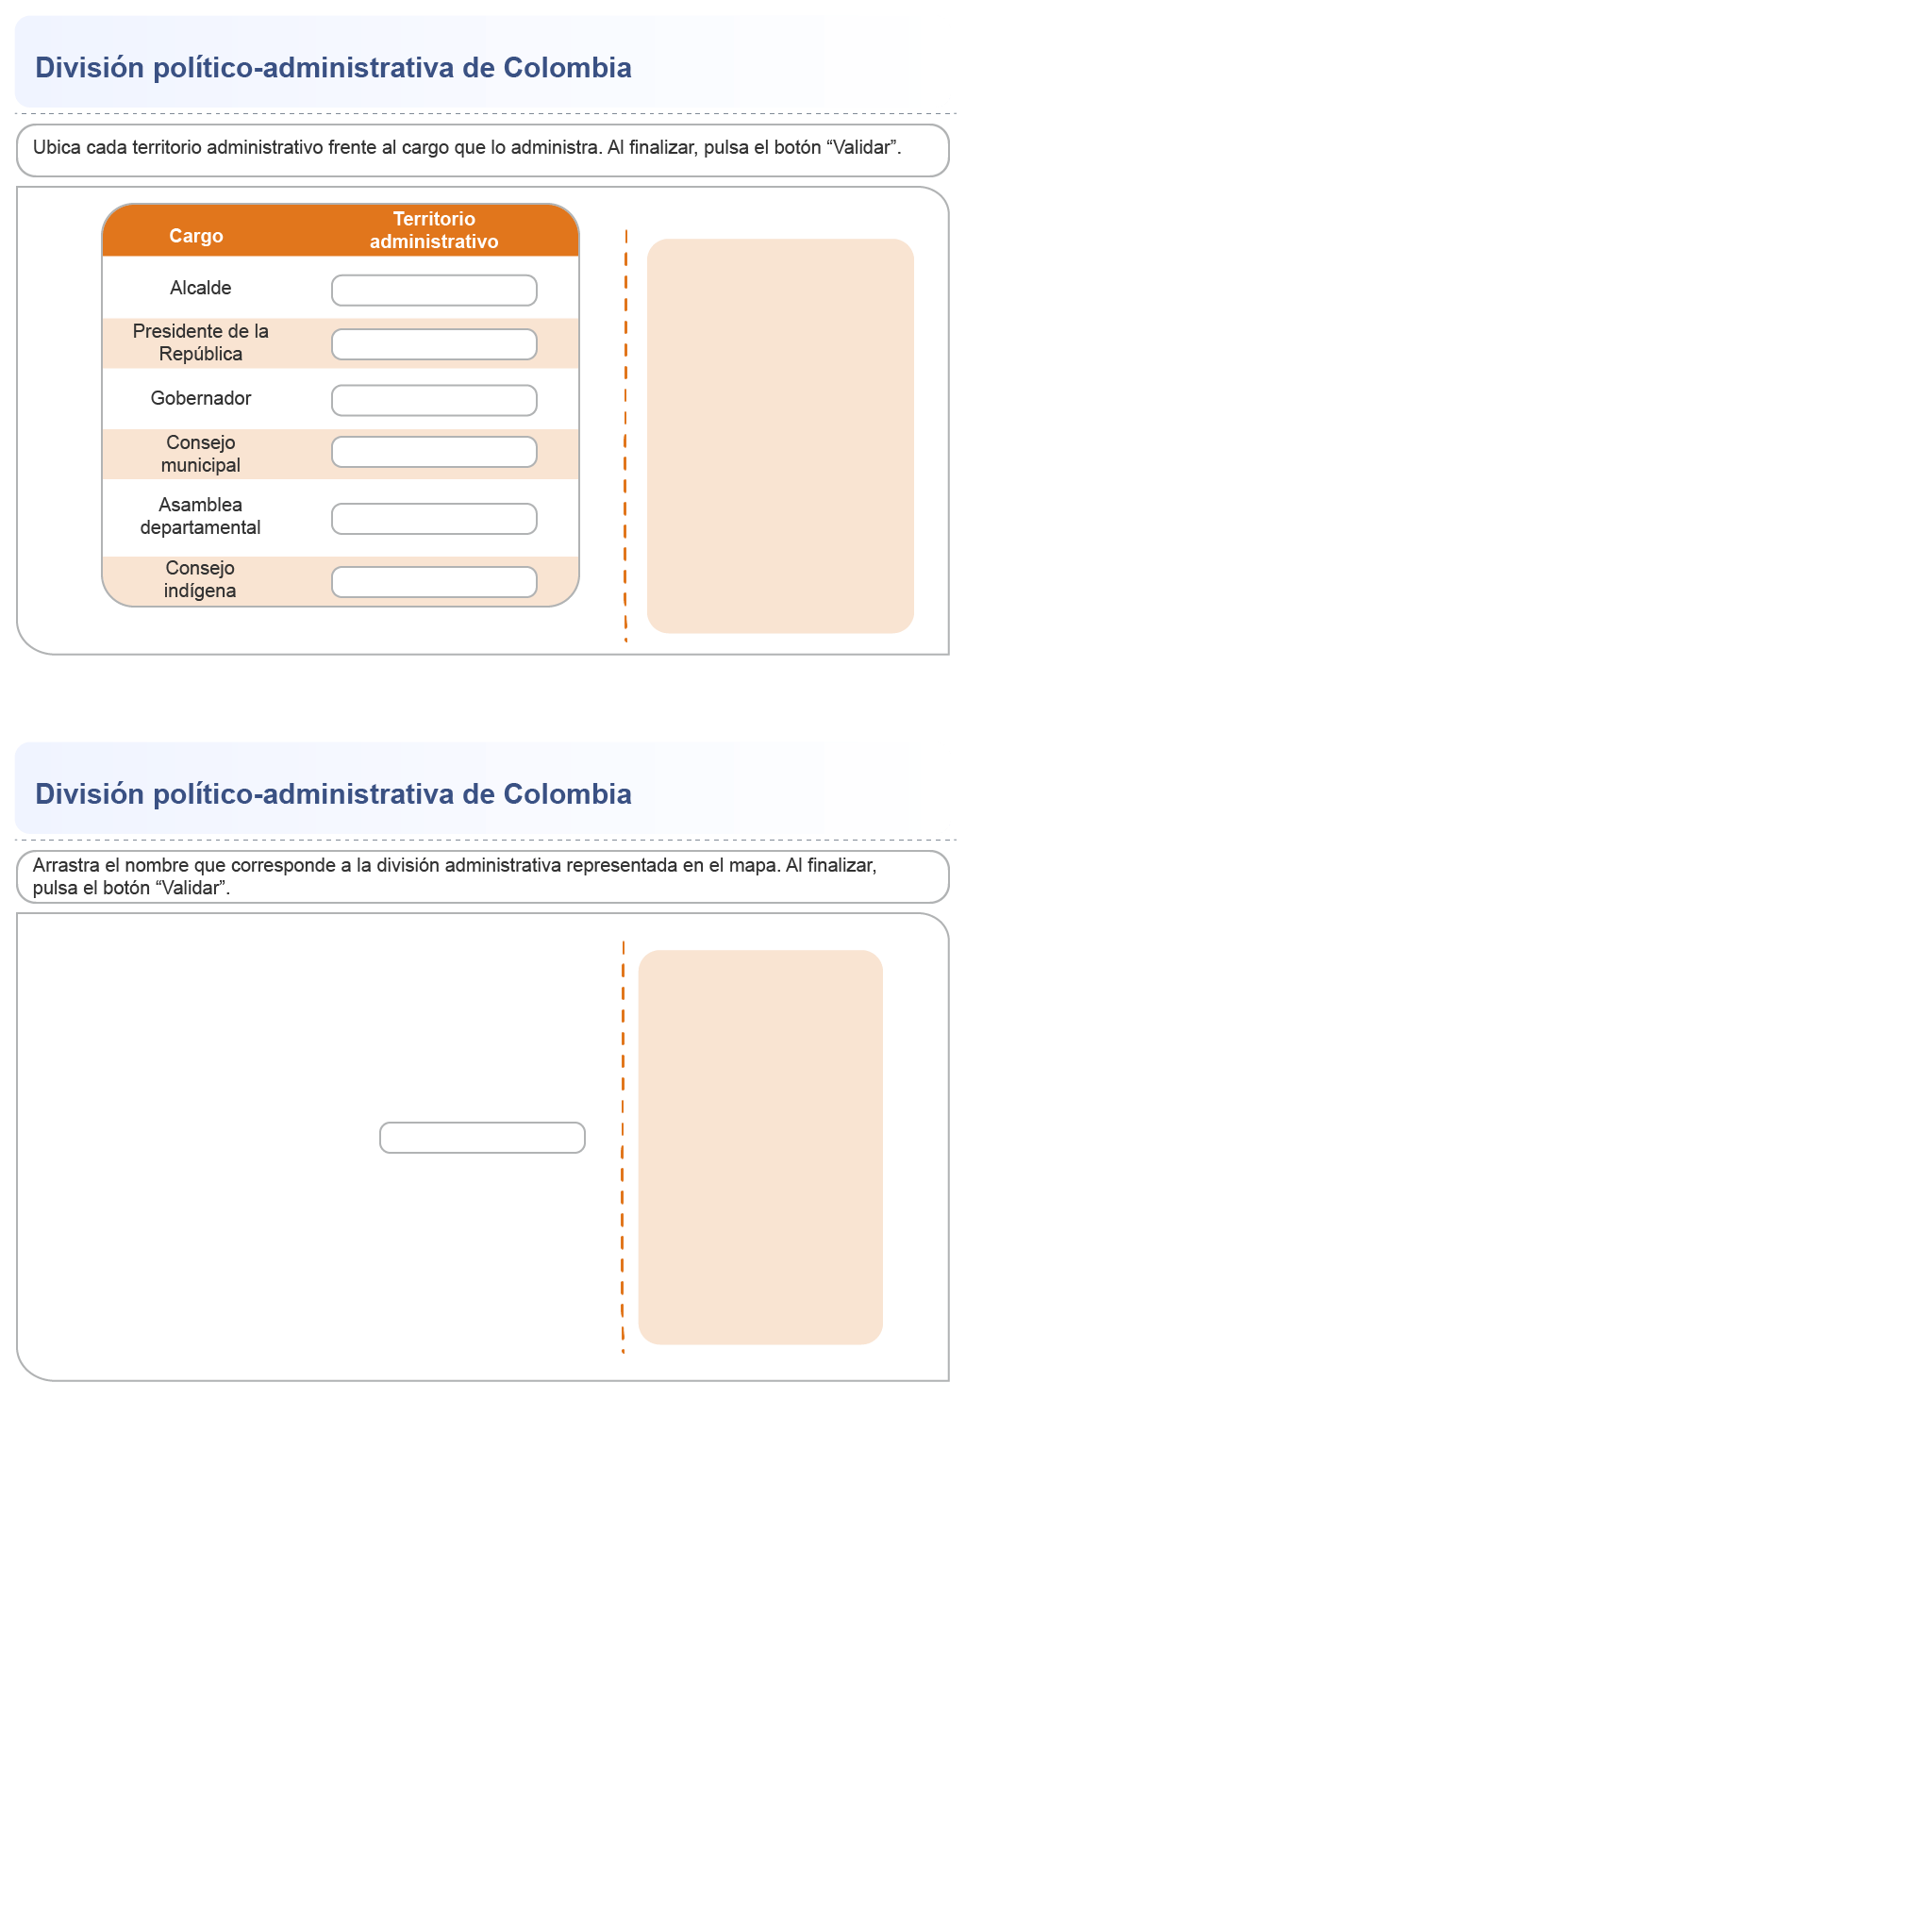 División político-administrativa de Colombia
Ubica cada territorio administrativo frente al cargo que lo administra. Al finalizar, pulsa el botón “Validar”.
Cargo
Territorio
administrativo
Alcalde
Presidente de la
República
Gobernador
Consejo
municipal
Asamblea
departamental
Consejo
indígena
División político-administrativa de Colombia
Arrastra el nombre que corresponde a la división administrativa representada en el mapa. Al finalizar,
pulsa el botón “Validar”.